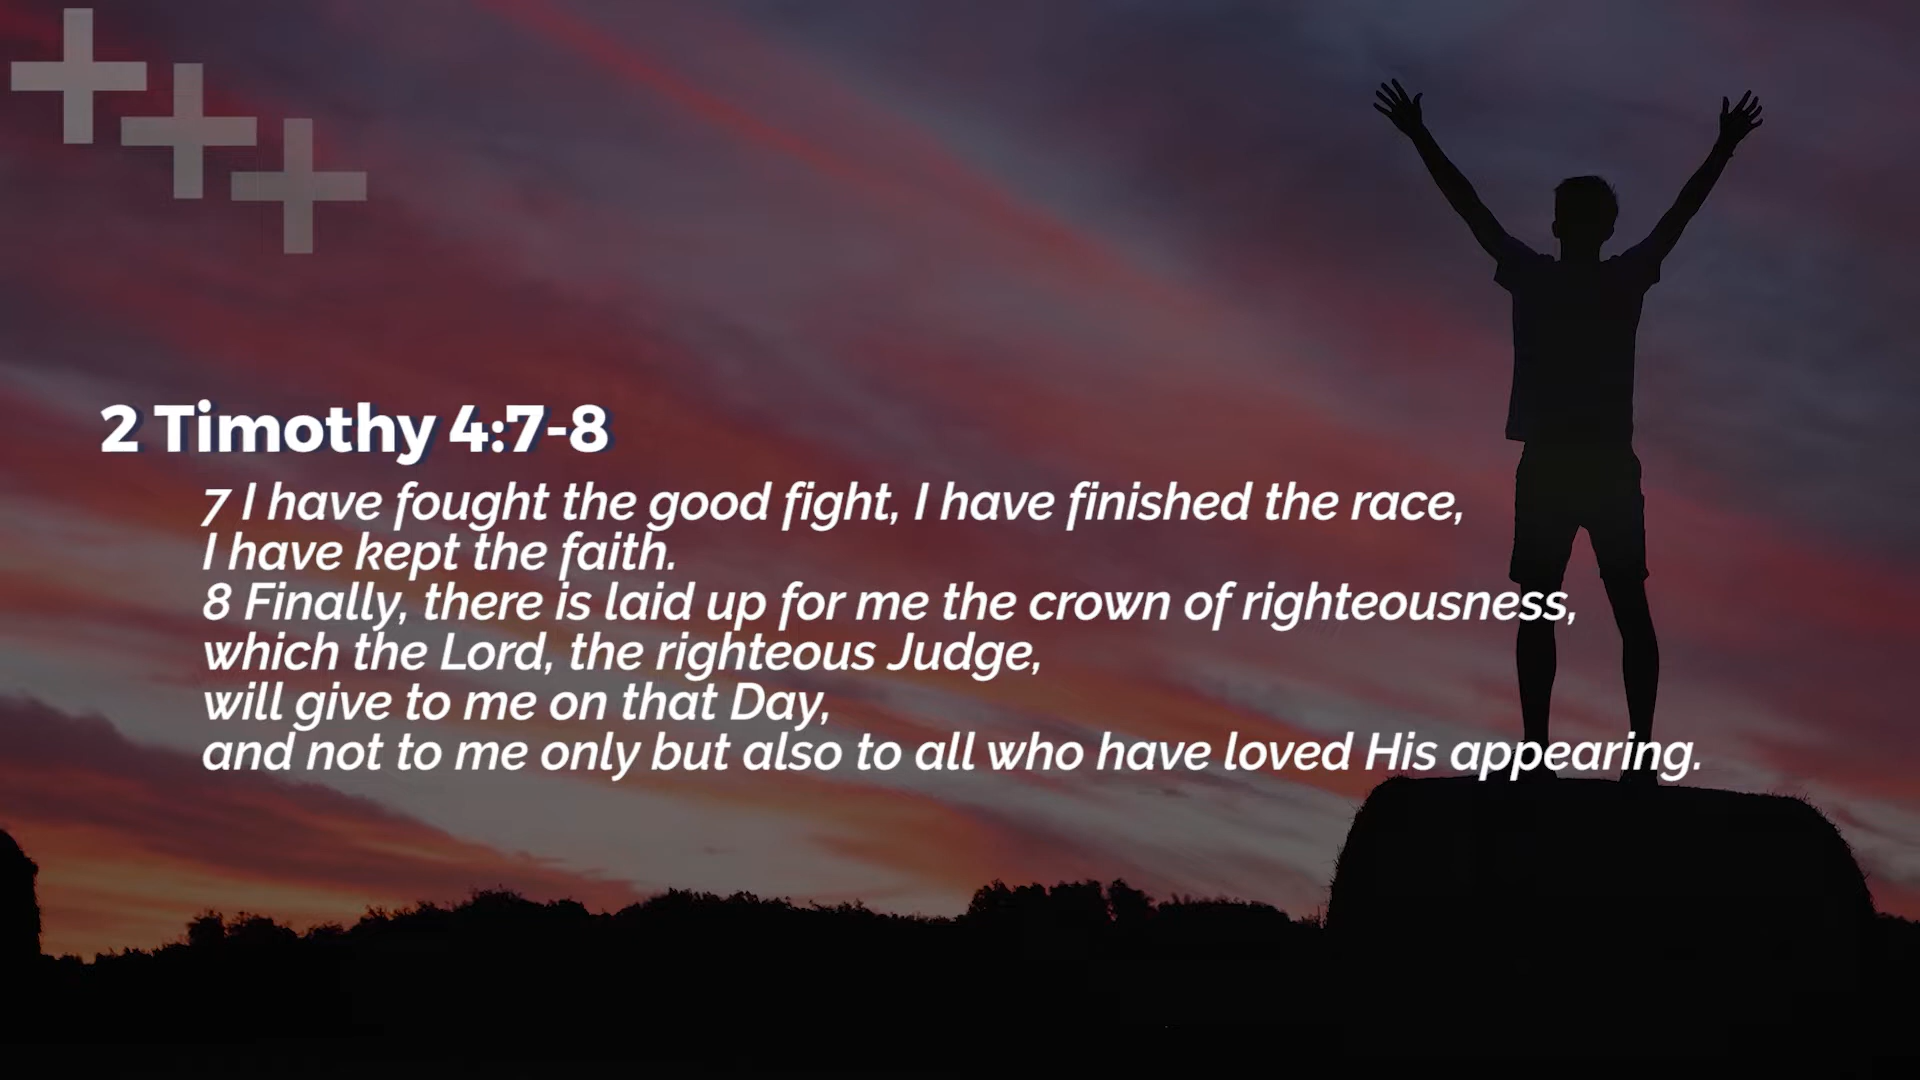 2 Timothy 4:7-8
7 I have fought the good fight, I have finished the race,
I have kept the faith.
8 Finally, there is laid up for me the crown of righteousness,
which the Lord, the righteous Judge,
will give to me on that Day,
and not to me only but also to all who have loved His appearing.